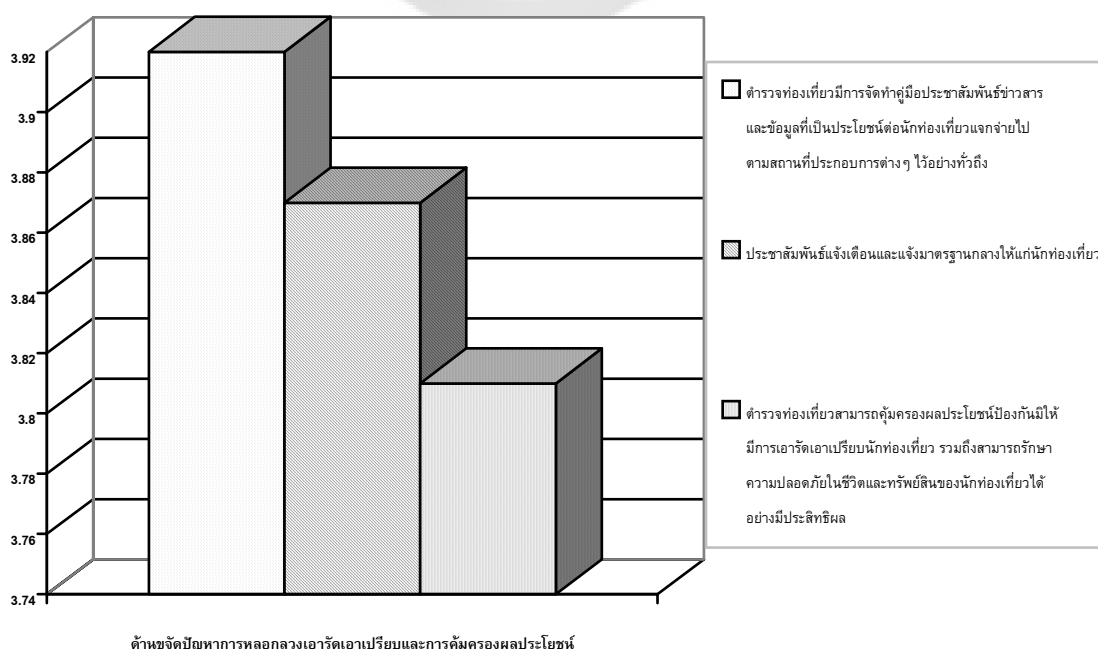 3.92
3.9
3.88
3.86
3.84
3.82
3.8
3.78
3.76
3.74
ด้านขจัดปัญหาการหลอกลวงเอารัดเอาเปรียบและการคุ้มครองผลประโยชน์
ตำรวจท่องเที่ยวมีการจัดทำคู่มือประชาสัมพันธ์ข่าวสาร
และข้อมูลที่เป็นประโยชน์ต่อนักท่องเที่ยวแจกจ่ายไป
ตามสถานที่ประกอบการต่างๆ ไว้อย่างทั่วถึง
ประชาสัมพันธ์แจ้งเตือนและแจ้งมาตรฐานกลางให้แก่นักท่องเที่ยว
ตำรวจท่องเที่ยวสามารถคุ้มครองผลประโยชน์ป้องกันมิให้
มีการเอารัดเอาเปรียบนักท่องเที่ยว รวมถึงสามารถรักษา
ความปลอดภัยในชีวิตและทรัพย์สินของนักท่องเที่ยวได้
อย่างมีประสิทธิผล